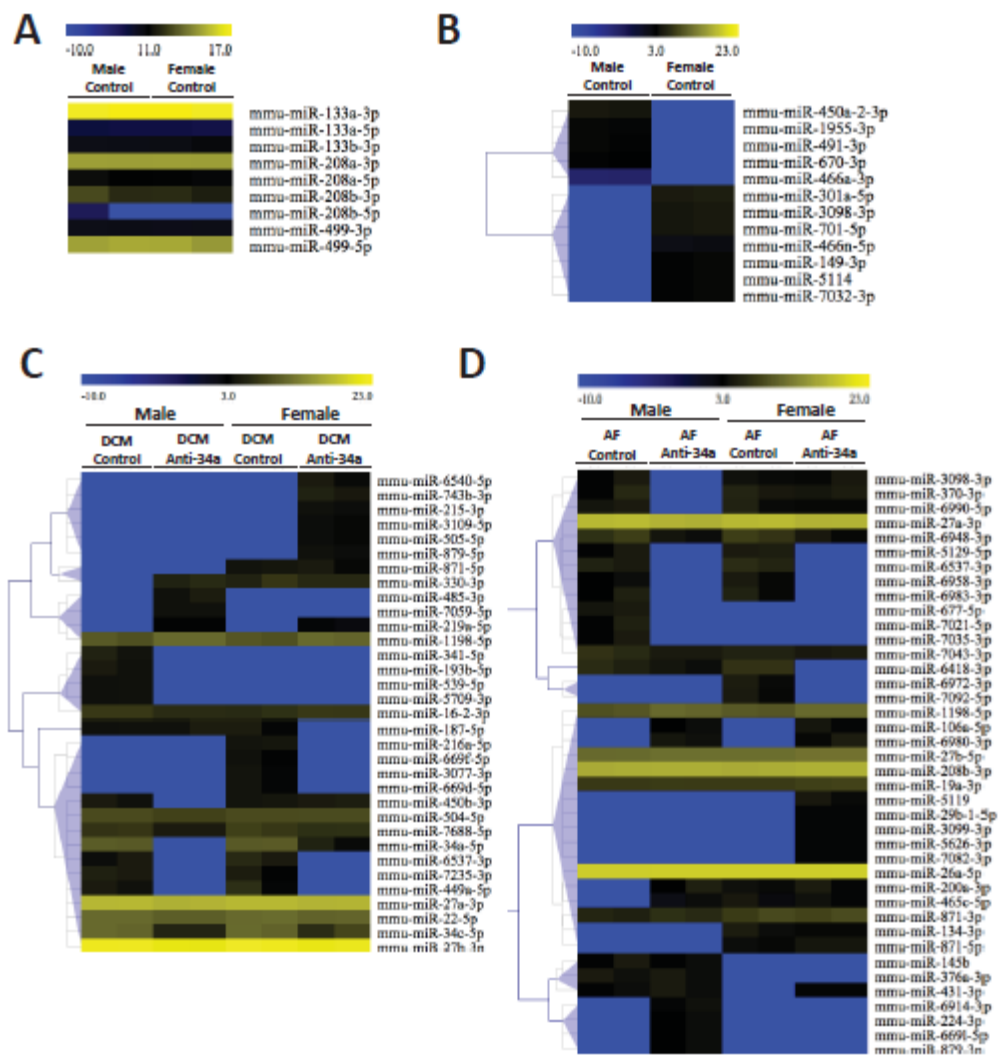 A
-10.0 11.0 17.0
Male Control
Female Control
mmu-miR-133a-3p
mmu-miR-133a-5p
mmu-miR-133b-3p
mmu-miR-208a-3p
mmu-miR-208a-5p
mmu-miR-208b-3p
mmu-miR-208b-5p
mmu-miR-499-3p
mmu-miR-499-5p
B
-10.0 3.0 23.0
Male Control
Female Control
mmu-miR-450a-2-3p
mmu-miR-1955-3p
mmu-miR-491-3p
mmu-miR-670-3p
mmu-miR-466a-3p
mmu-miR-301a-5p
mmu-miR-3098-3p
mmu-miR-701-5p
mmu-miR-466n-5p
mmu-miR-149-3p
mmu-miR-5114
mmu-miR-7032-3p
C
-10.0 3.0 23.0
Male Female
DCM Control
DCM Anti-34a
DCM Control
DCM Anti-34a
mmu-miR-6540-5p
mmu-miR-743b-3p
mmu-miR-215-3p
mmu-miR-3109-5p
mmu-miR-505-5p
mmu-miR-879-5p
mmu-miR-871-5p
mmu-miR-330-3p
mmu-miR-485-3p
mmu-miR-7059-5p
mmu-miR-219a-5p
mmu-miR-1198-5p
mmu-miR-341-5p
mmu-miR-193b-5p
mmu-miR-539-5p
mmu-miR-5709-3p
mmu-miR-16-2-3p
mmu-miR-187-5p
mmu-miR-216a-5p
mmu-miR-669f-5p
mmu-miR-3077-3p
mmu-miR-669d-5p
mmu-miR-450b-3p
mmu-miR-504-5p
mmu-miR-7688-5p
mmu-miR-34a-5p
mmu-miR-6537-3p
mmu-miR-7235-3p
mmu-miR-449a-5p
mmu-miR-27a-3p
mmu-miR-22-5p
mmu-miR-34c-5p
mmu-miR-27b-3p
D
-10.0 3.0 23.0
Male Female
AF Control
AF Anti-34a
AF Control
AF Anti-34a
mmu-miR-3098-3p
mmu-miR-370-3p
mmu-miR-6990-5p
mmu-miR-27a-3p
mmu-miR-6948-3p
mmu-miR-5129-5p
mmu-miR-6537-3p
mmu-miR-6958-3p
mmu-miR-6983-3p
mmu-miR-677-5p
mmu-miR-7021-5p
mmu-miR-7035-3p
mmu-miR-7043-3p
mmu-miR-6418-3p
mmu-miR-6972-3p
mmu-miR-7092-5p
mmu-miR-1198-5p
mmu-miR-106a-5p
mmu-miR-6980-3p
mmu-miR-27b-5p
mmu-miR-208b-3p
mmu-miR-19a-3p
mmu-miR-5119
mmu-miR-29b-1-5p
mmu-miR-3099-3p
mmu-miR-5626-3p
mmu-miR-7082-3p
mmu-miR-26a-5p
mmu-miR-200a-3p
mmu-miR-465c-5p
mmu-miR-871-3p
mmu-miR-134-3p
mmu-miR-871-5p
mmu-miR-145b
mmu-miR-376a-3p
mmu-miR-431-3p
mmu-miR-6914-3p
mmu-miR-224-3p
mmu-miR-669l-5p
mmu-miR-879-3p